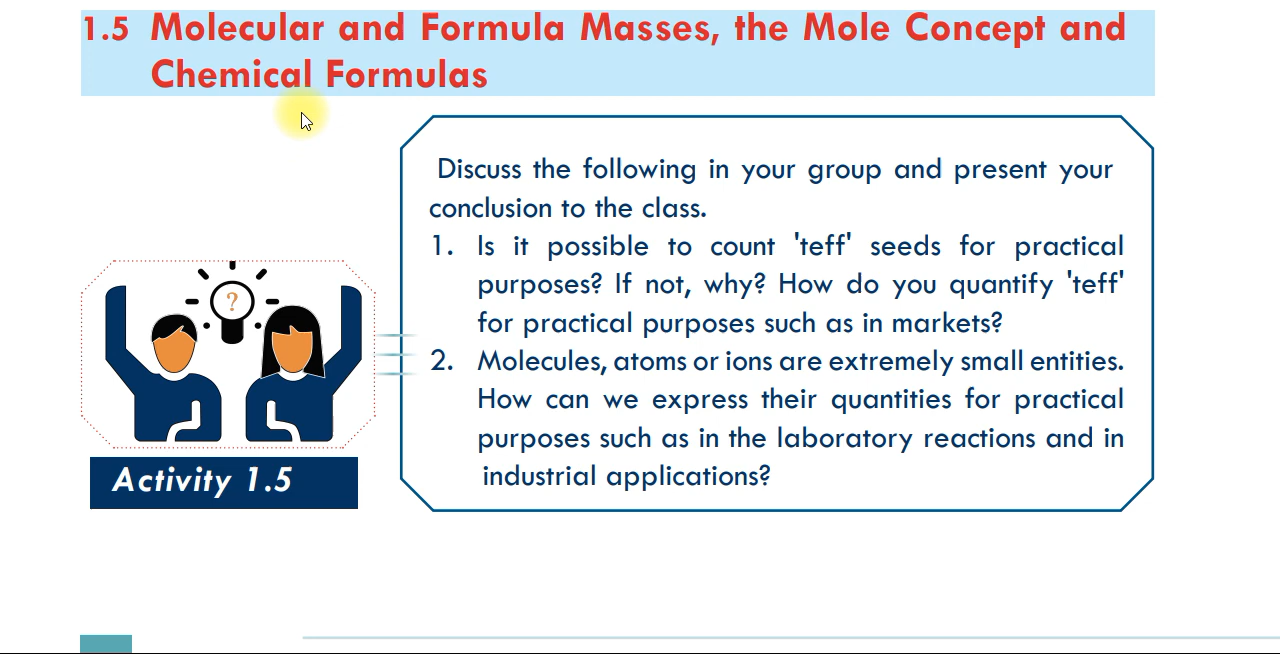 1.5 Molecular and Formula Masses, the Mole Concept and
Chemical Formulas
Discuss the following in your group and present your
conclusion to the class.
1. Is it possible to count 'teff' seeds for practical
purposes? If not, why? How do you quantify 'teff'
for practical purposes such as in markets?
2. Molecules, atoms or ions are extremely small entities.
How can we express their quantities for practical
purposes such as in the laboratory reactions and in
industrial applications?
?
Activity 1.5